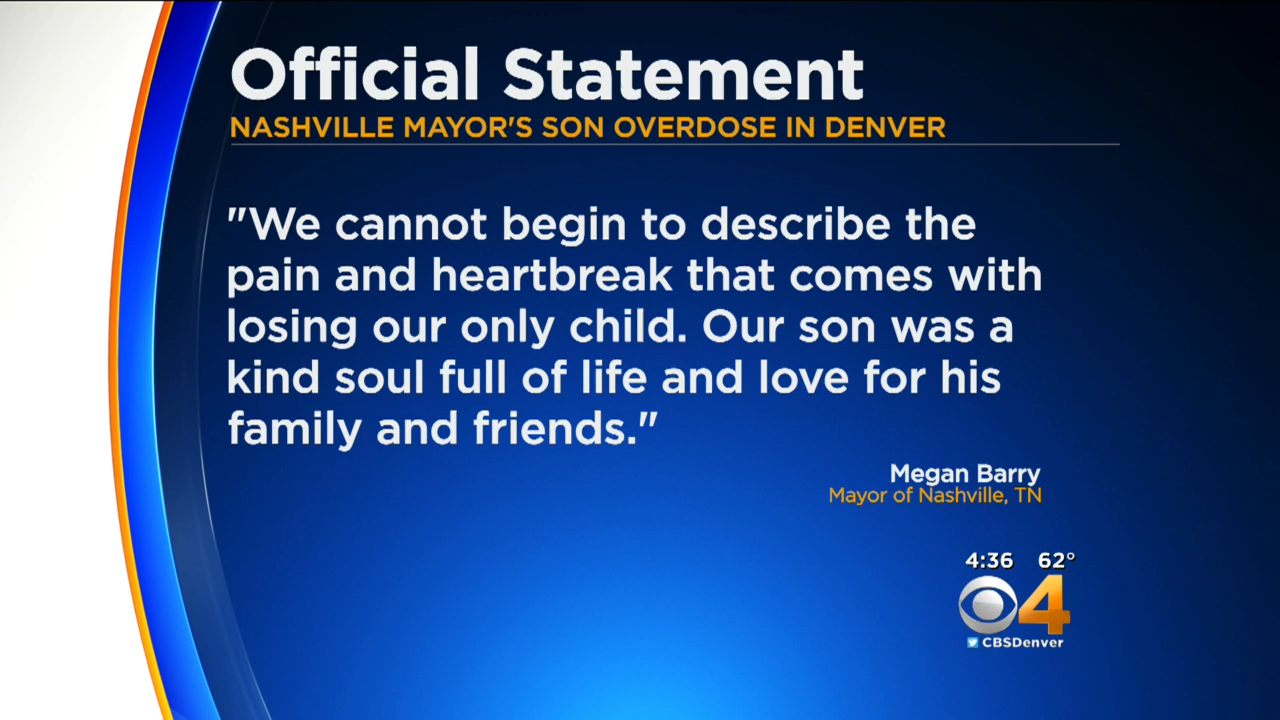 Official Statement
NASHVILLE MAYOR'S SON OVERDOSE IN DENVER
"We cannot begin to describe the
pain and heartbreak that comes with
losing our only child. Our son was a
kind soul full of life and love for his
family and friends."
Megan Barry
Mayor of Nashville, TN
4:36 62°
4
CBSDenver